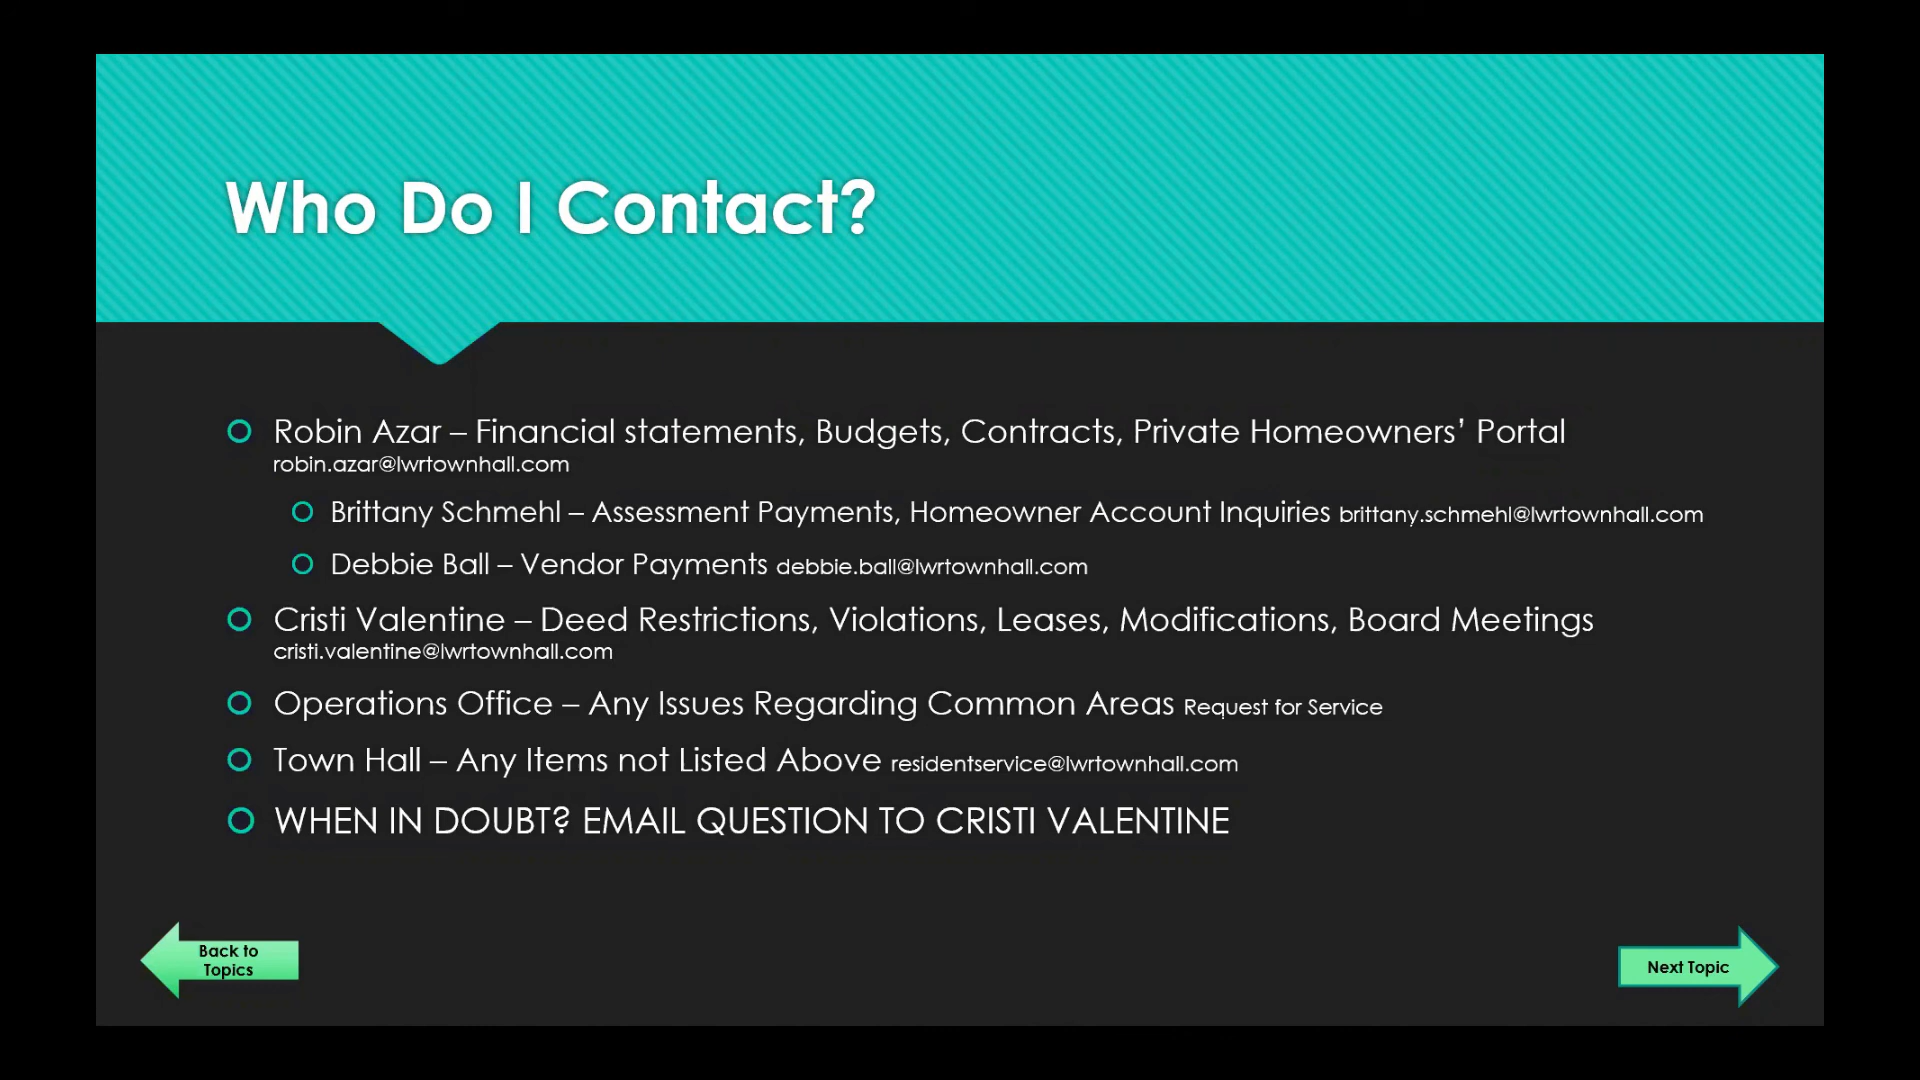 Who Do I Contact?
Robin Azar – Financial statements, Budgets, Contracts, Private Homeowners’ Portal
robin.azar@lwrtownhall.com
Brittany Schmehl – Assessment Payments, Homeowner Account Inquiries brittany.schmehl@lwrtownhall.com
Debbie Ball – Vendor Payments debbie.ball@lwrtownhall.com
Cristi Valentine – Deed Restrictions, Violations, Leases, Modifications, Board Meetings
cristi.valentine@lwrtownhall.com
Operations Office – Any Issues Regarding Common Areas Request for Service
Town Hall – Any Items not Listed Above residentservice@lwrtownhall.com
WHEN IN DOUBT? EMAIL QUESTION TO CRISTI VALENTINE
Back to
Topics
Next Topic